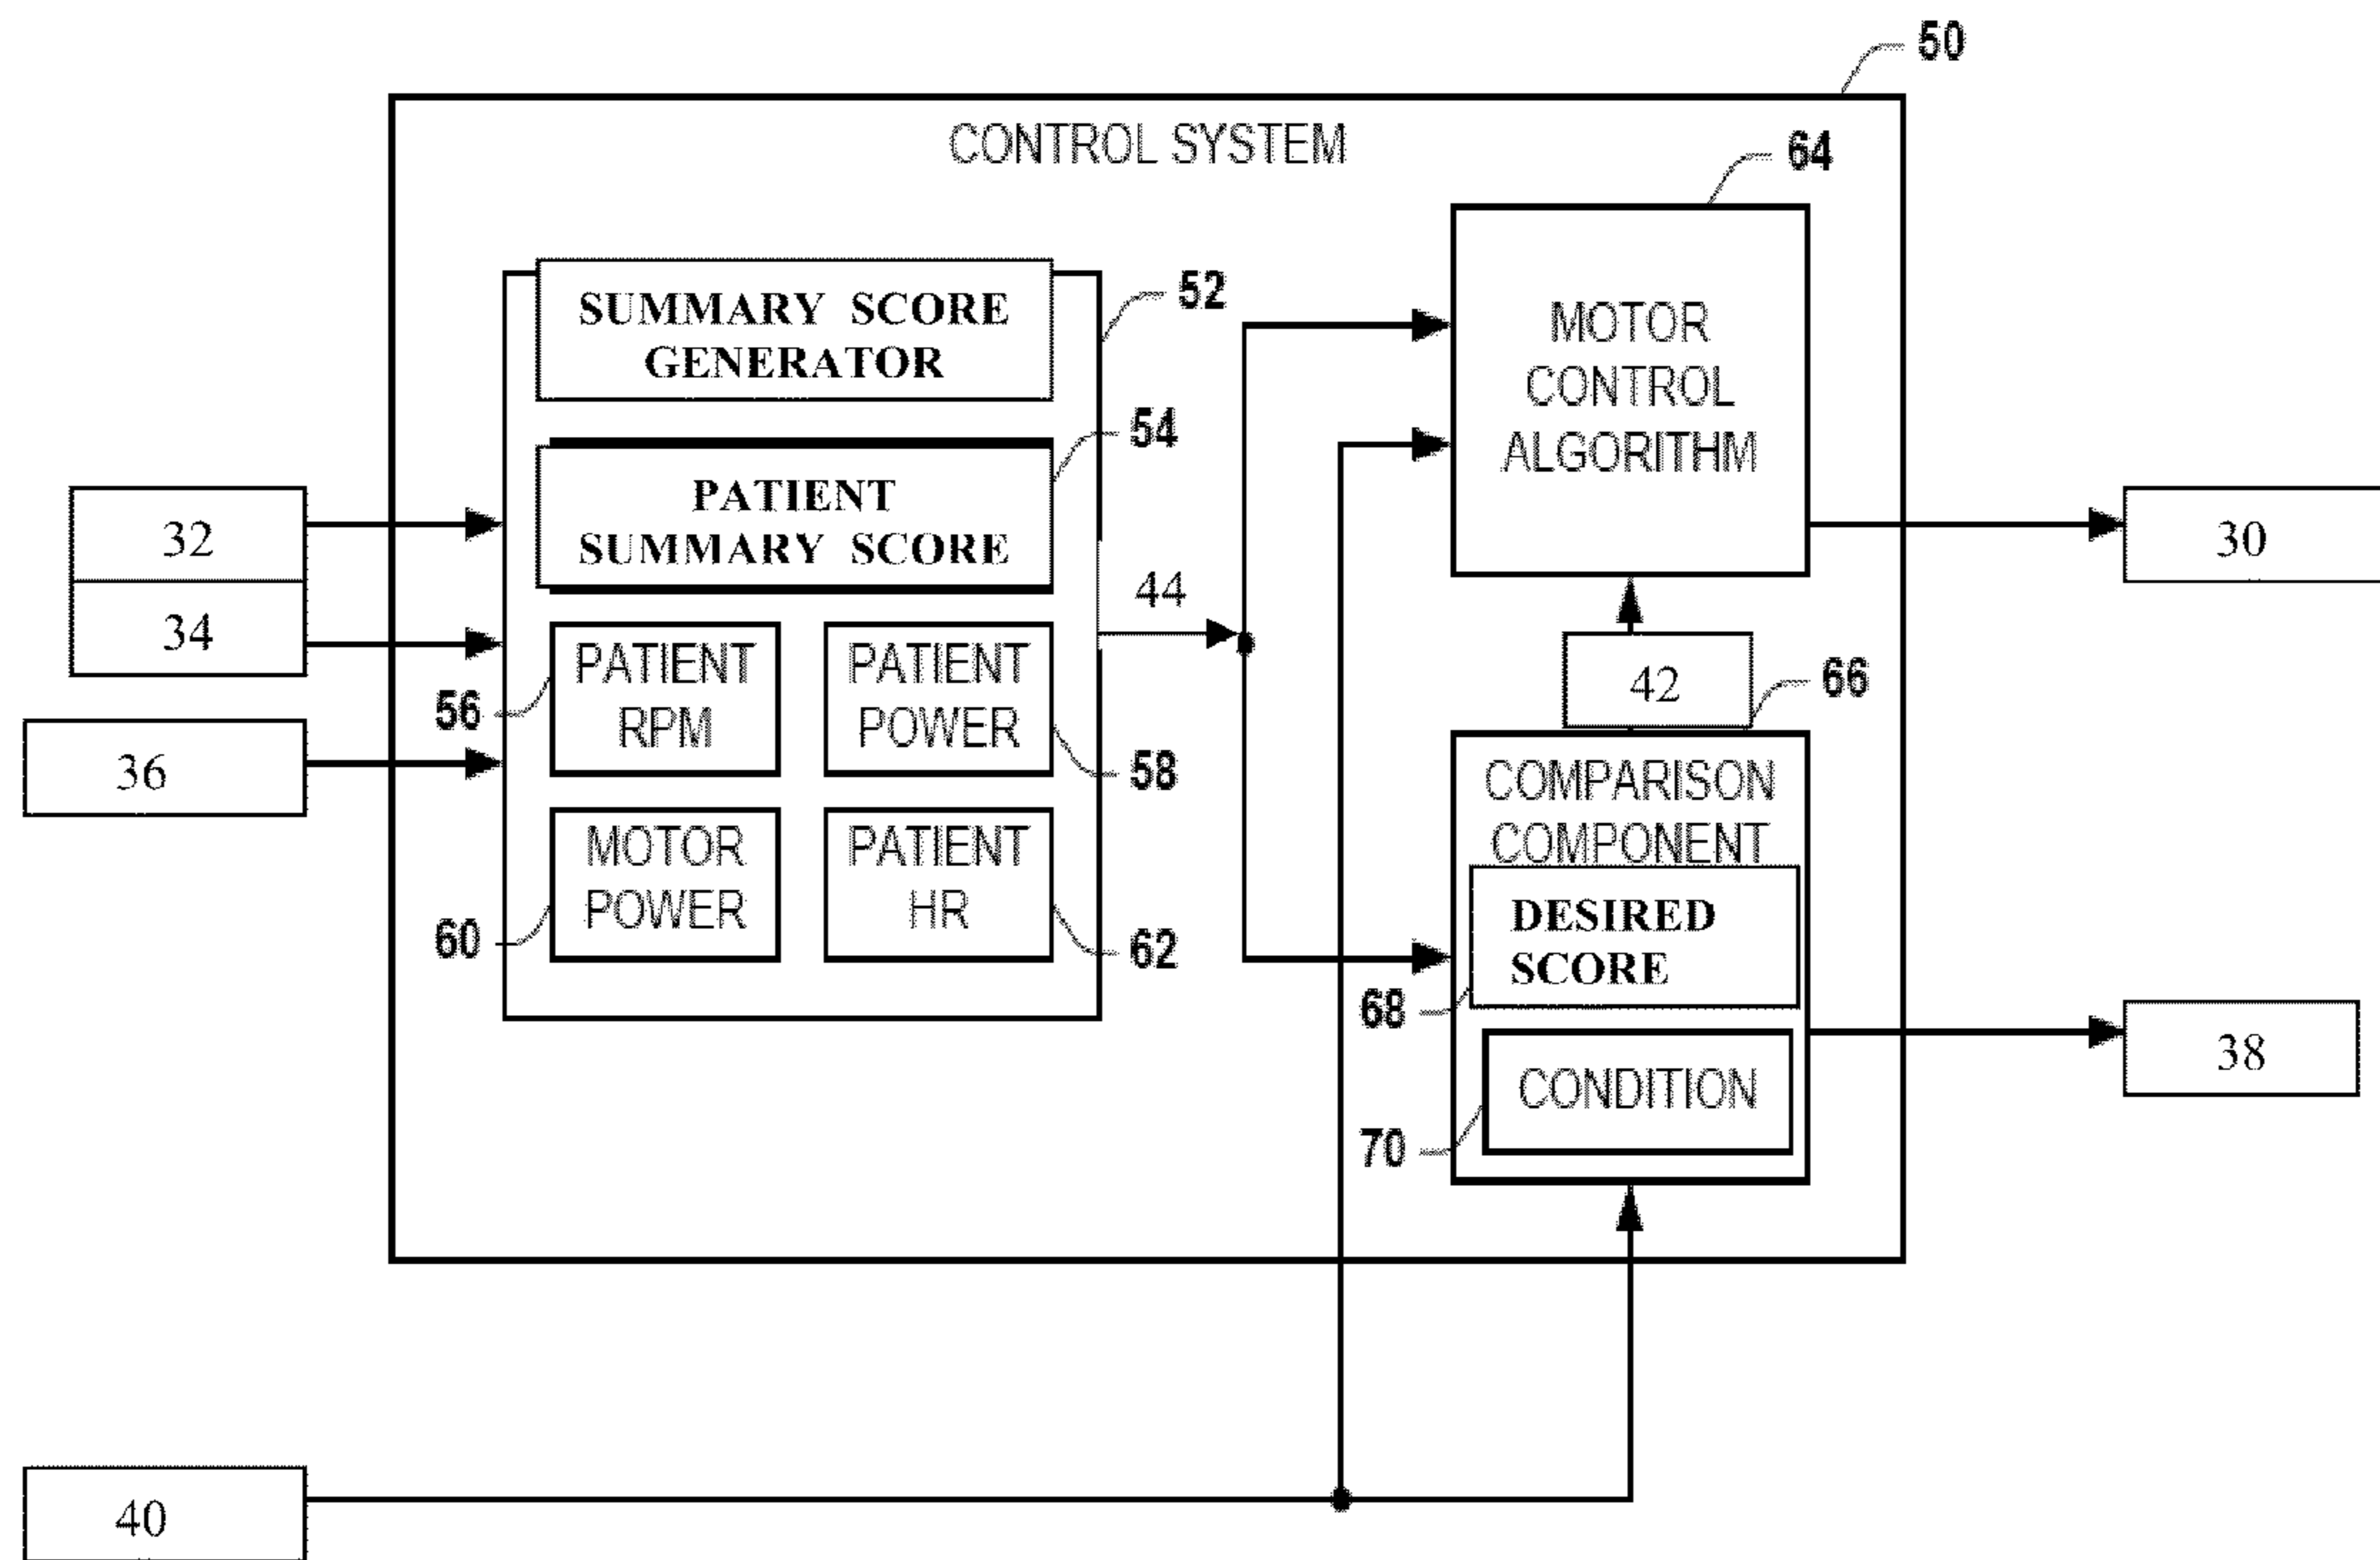 50
CONTROL SYSTEM
64
SUMMARY SCORE
GENERATOR
52
MOTOR
CONTROL
ALGORITHM
54
PATIENT
SUMMARY SCORE
32
30
34
44
PATIENT
RPM
56
PATIENT
POWER
58
42
66
36
COMPARISON
COMPONENT
MOTOR
POWER
60
PATIENT
HR
62
DESIRED
SCORE
68
38
CONDITION
70
40